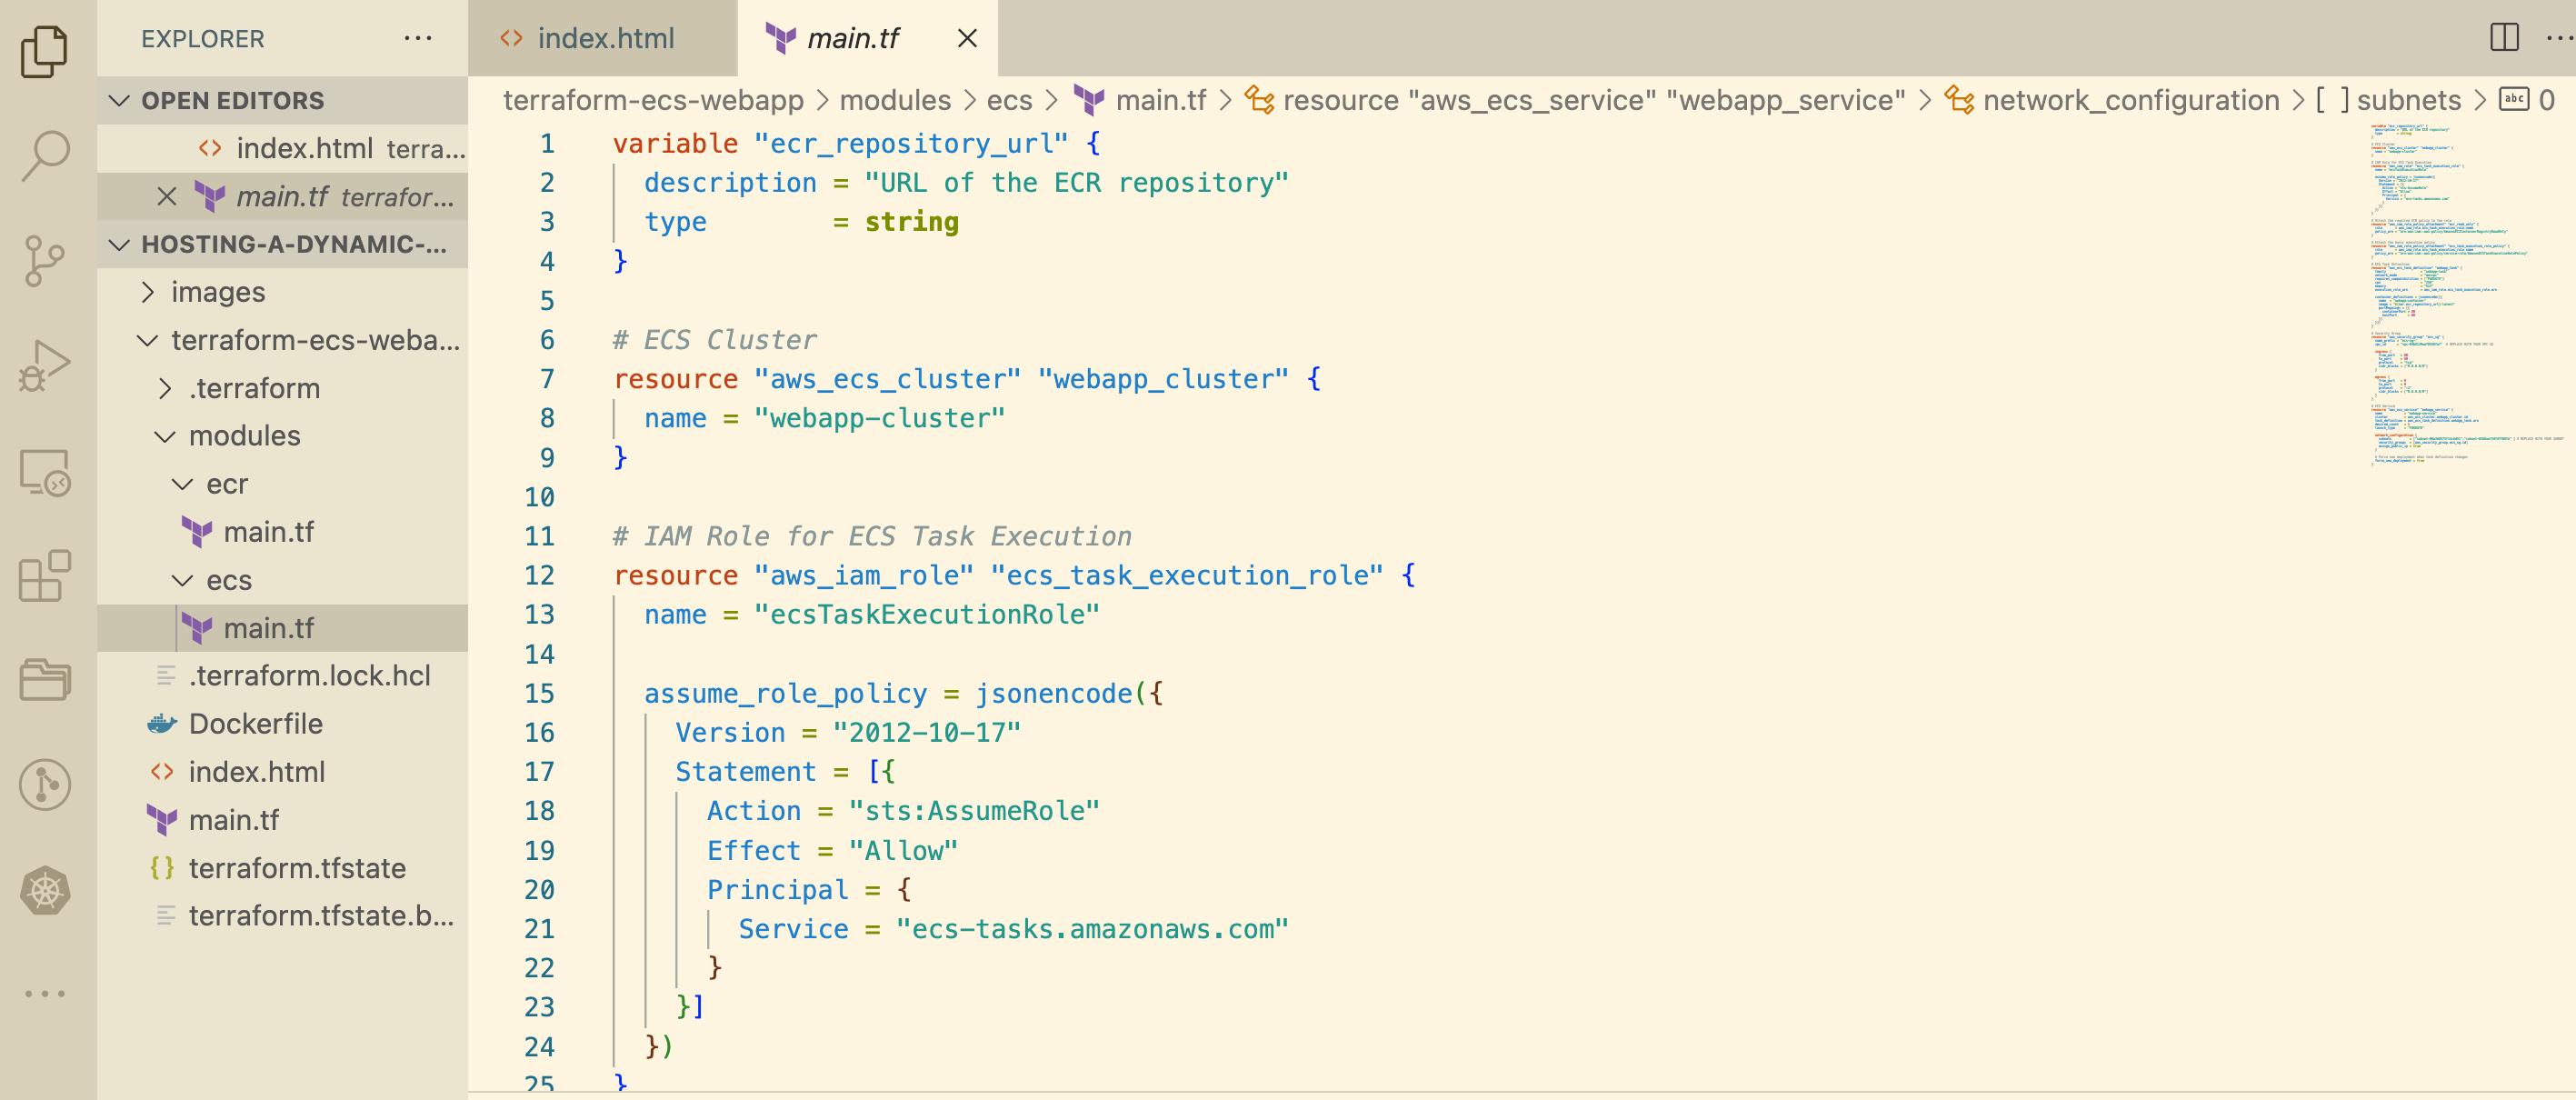 EXPLORER
OPEN EDITORS
index.html terra...
main.tf terrafor...
HOSTING-A-DYNAMIC-...
images
terraform-ecs-weba...
.terraform
modules
ecr
main.tf
ecs
main.tf
.terraform.lock.hcl
Dockerfile
index.html
main.tf
terraform.tfstate
terraform.tfstate.b...
index.html
main.tf
terraform-ecs-webapp > modules > ecs > main.tf > resource "aws_ecs_service" "webapp_service" > network_configuration > [ ] subnets > abc 0
1 variable "ecr_repository_url" {
2   description = "URL of the ECR repository"
3   type        = string
4 }
5
6 # ECS Cluster
7 resource "aws_ecs_cluster" "webapp_cluster" {
8   name = "webapp-cluster"
9 }
10
11 # IAM Role for ECS Task Execution
12 resource "aws_iam_role" "ecs_task_execution_role" {
13   name = "ecsTaskExecutionRole"
14
15   assume_role_policy = jsonencode({
16     Version = "2012-10-17"
17     Statement = [{
18       Action = "sts:AssumeRole"
19       Effect = "Allow"
20       Principal = {
21         Service = "ecs-tasks.amazonaws.com"
22       }
23     }]
24   })
25 }